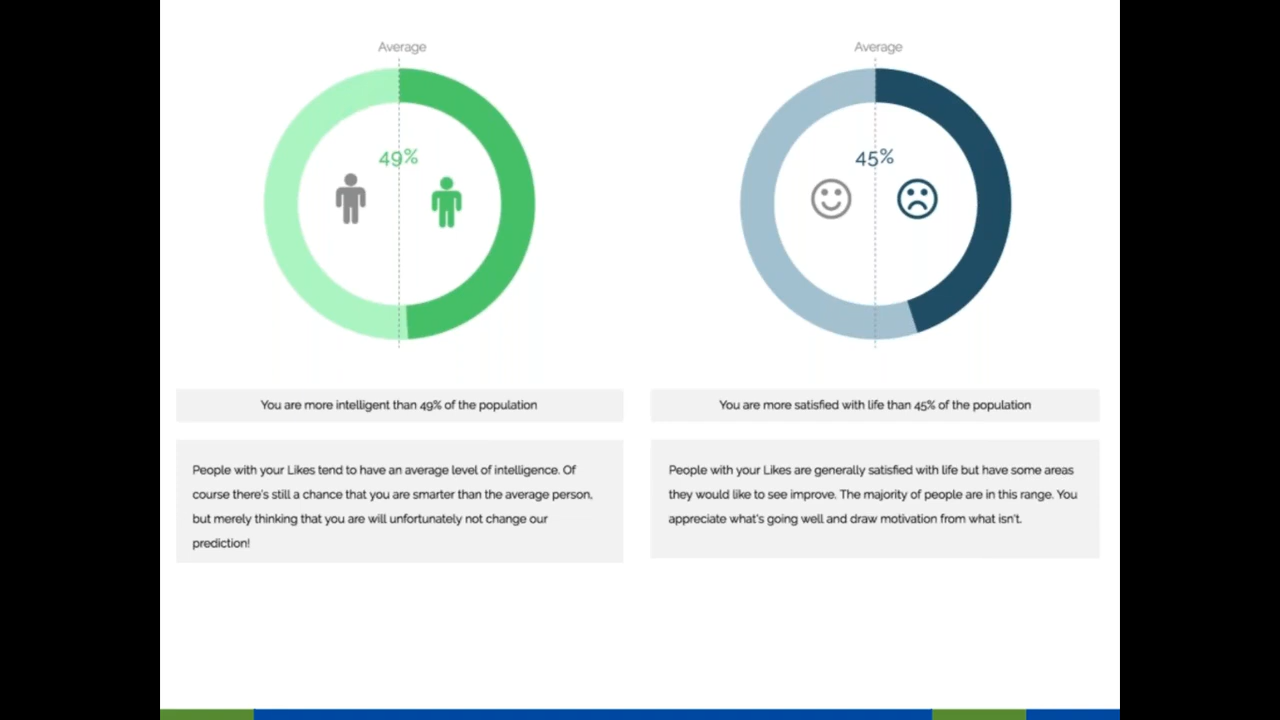 Average
49%
You are more intelligent than 49% of the population
People with your Likes tend to have an average level of intelligence. Of
course there's still a chance that you are smarter than the average person,
but merely thinking that you are will unfortunately not change our
prediction!
Average
45%
You are more satisfied with life than 45% of the population
People with your Likes are generally satisfied with life but have some areas
they would like to see improve. The majority of people are in this range. You
appreciate what's going well and draw motivation from what isn't.